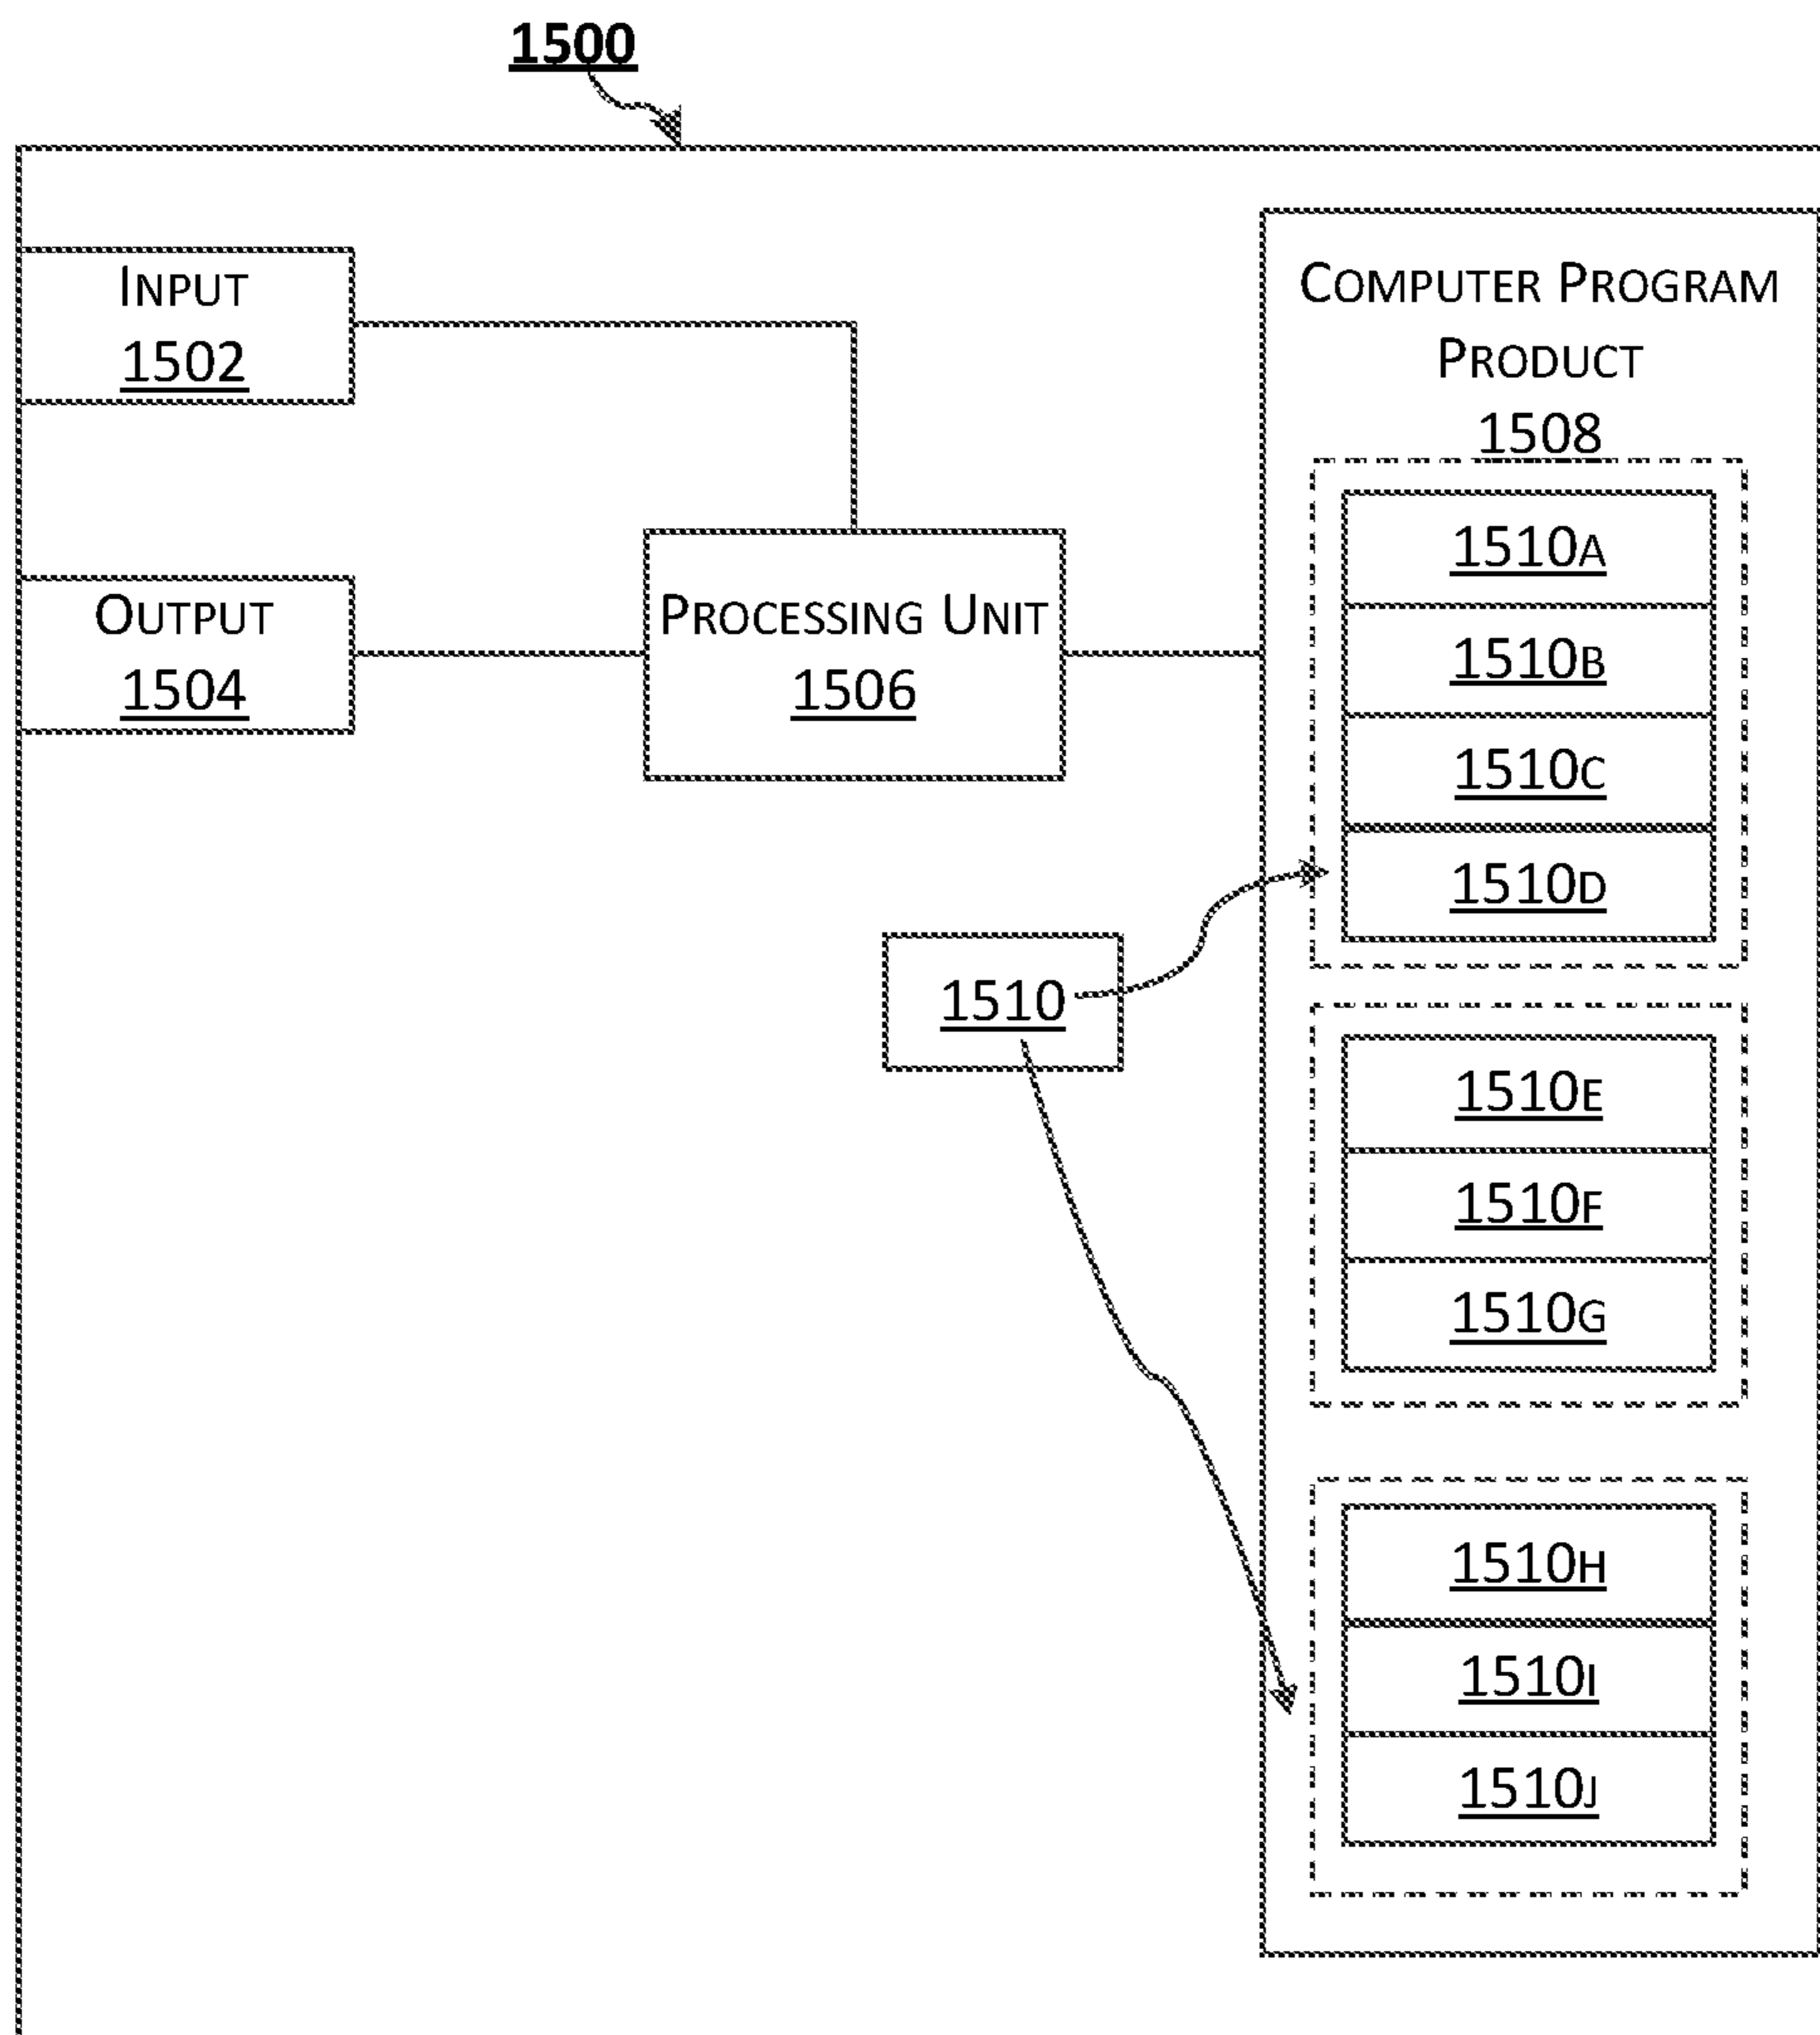 1500
INPUT
1502
OUTPUT
1504
PROCESSING UNIT
1506
COMPUTER PROGRAM
PRODUCT
1508
1510A
1510B
1510C
1510D
1510
1510E
1510F
1510G
1510H
1510I
1510J